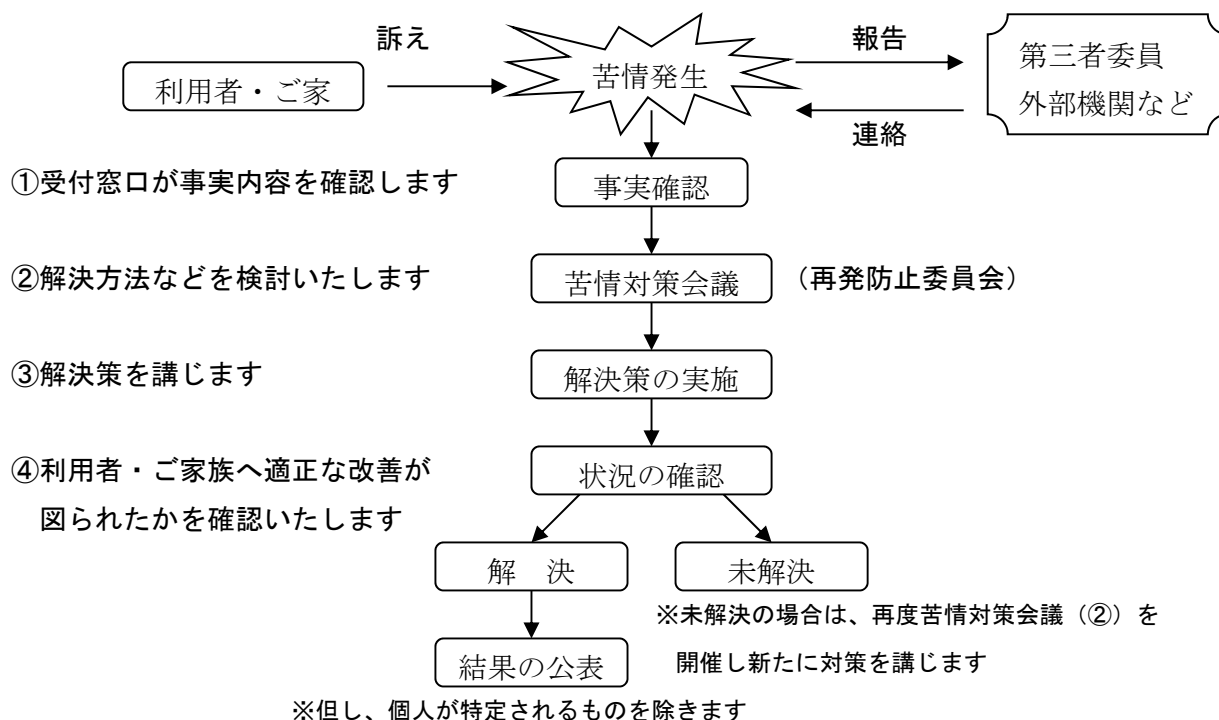 訴え
報告
利用者・ご家
苦情発生
第三者委員
外部機関など
連絡
①受付窓口が事実内容を確認します
事実確認
②解決方法などを検討いたします
苦情対策会議
（再発防止委員会）
③解決策を講じます
解決策の実施
④利用者・ご家族へ適正な改善が
図られたかを確認いたします
状況の確認
解　決
未解決
※未解決の場合は、再度苦情対策会議（②）を
開催し新たに対策を講じます
結果の公表
※但し、個人が特定されるものを除きます